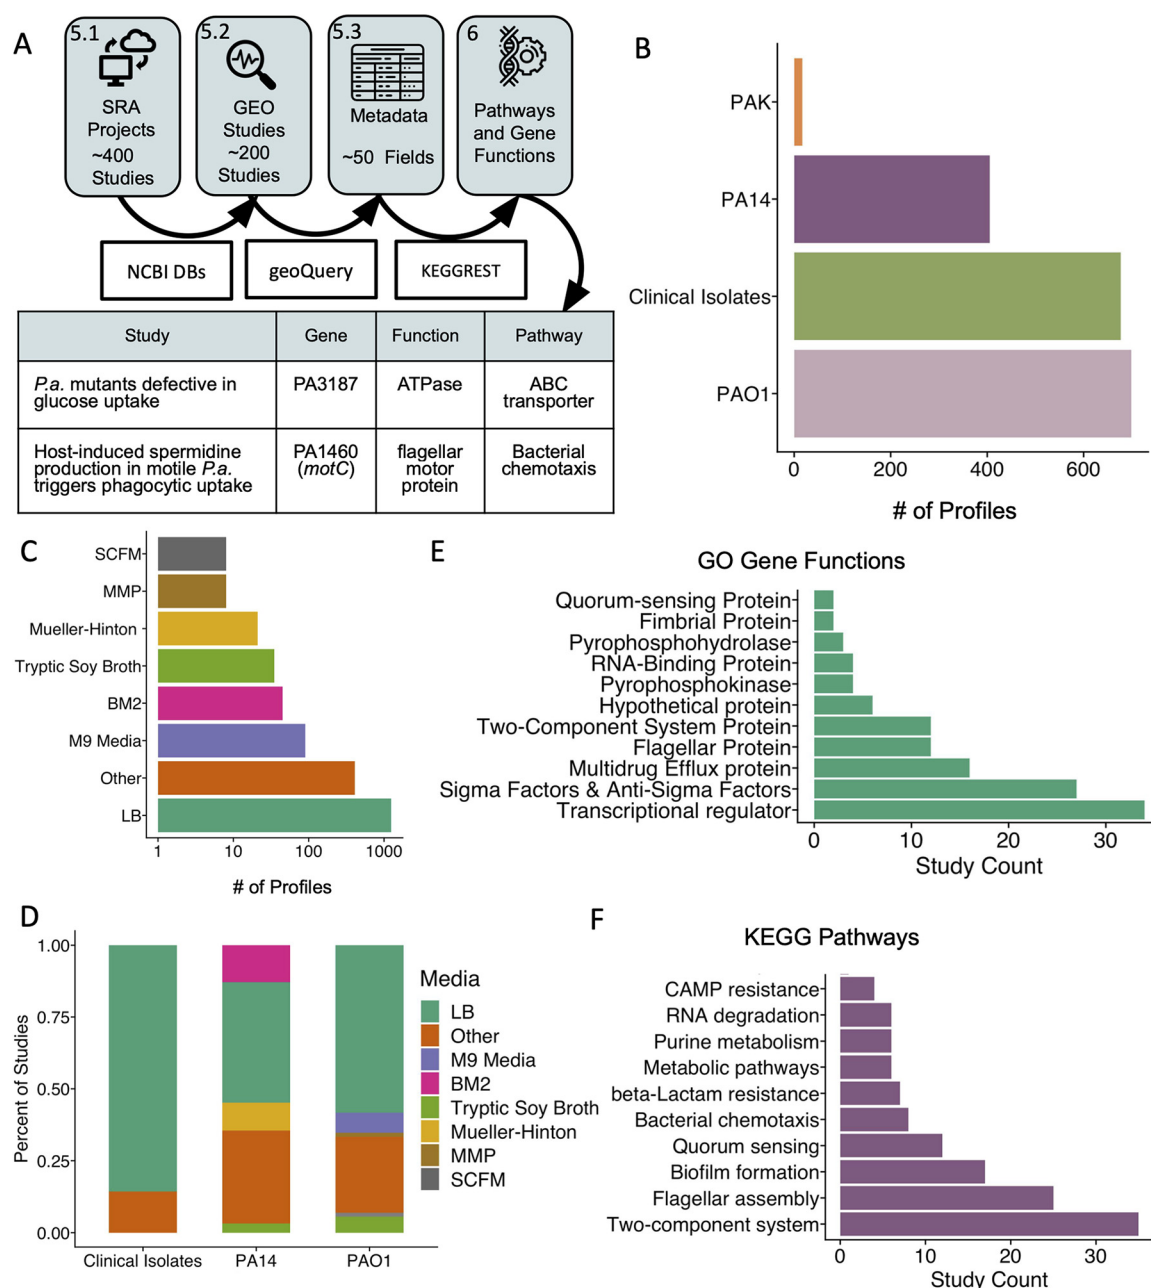 A
5.1
SRA
Projects
~400
Studies
5.2
GEO
Studies
~200
Studies
5.3
Metadata
~50 Fields
6
Pathways
and Gene
Functions
NCBI DBs
geoQuery
KEGGREST
Study Gene Function Pathway
P.a. mutants defective in
glucose uptake
PA3187
ATPase
ABC
transporter
Host-induced spermidine
production in motile P.a.
triggers phagocytic uptake
PA1460
(motC)
flagellar
motor
protein
Bacterial
chemotaxis
B
PAK
PA14
Clinical Isolates
PAO1
0 200 400 600
# of Profiles
C
SCFM
MMP
Mueller-Hinton
Tryptic Soy Broth
BM2
M9 Media
Other
LB
1 10 100 1000
# of Profiles
E
GO Gene Functions
Quorum-sensing Protein
Fimbrial Protein
Pyrophosphohydrolase
RNA-Binding Protein
Pyrophosphokinase
Hypothetical protein
Two-Component System Protein
Flagellar Protein
Multidrug Efflux protein
Sigma Factors & Anti-Sigma Factors
Transcriptional regulator
0 10 20 30
Study Count
D
Percent of Studies
1.00
0.75
0.50
0.25
0.00
Clinical Isolates PA14 PAO1
Media
LB
Other
M9 Media
BM2
Tryptic Soy Broth
Mueller-Hinton
MMP
SCFM
F
KEGG Pathways
CAMP resistance
RNA degradation
Purine metabolism
Metabolic pathways
beta-Lactam resistance
Bacterial chemotaxis
Quorum sensing
Biofilm formation
Flagellar assembly
Two-component system
0 10 20 30
Study Count